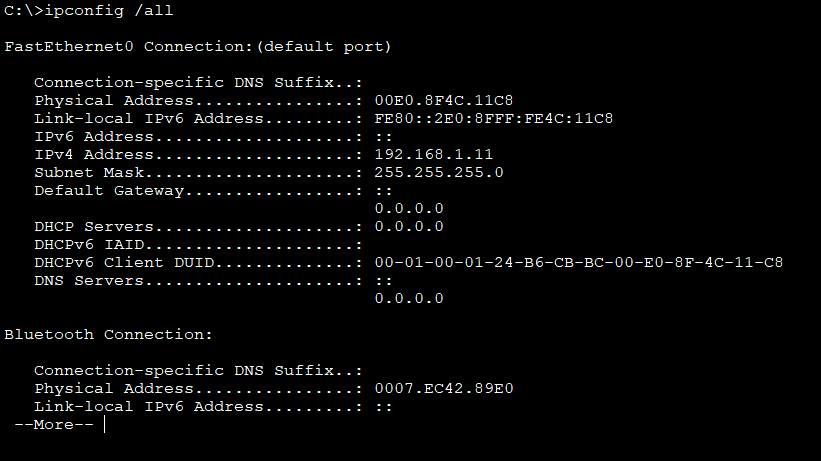 C:\>ipconfig /all
FastEthernet0 Connection:(default port)
Connection-specific DNS Suffix..:
Physical Address................: 00E0.8F4C.11C8
Link-local IPv6 Address.........: FE80::2E0:8FFF:FE4C:11C8
IPv6 Address....................: ::
IPv4 Address....................: 192.168.1.11
Subnet Mask.....................: 255.255.255.0
Default Gateway.................: ::
0.0.0.0
DHCP Servers....................: 0.0.0.0
DHCPv6 IAID.....................:
DHCPv6 Client DUID..............: 00-01-00-01-24-B6-CB-BC-00-E0-8F-4C-11-C8
DNS Servers.....................: ::
0.0.0.0
Bluetooth Connection:
Connection-specific DNS Suffix..:
Physical Address................: 0007.EC42.89E0
Link-local IPv6 Address.........: ::
--More--